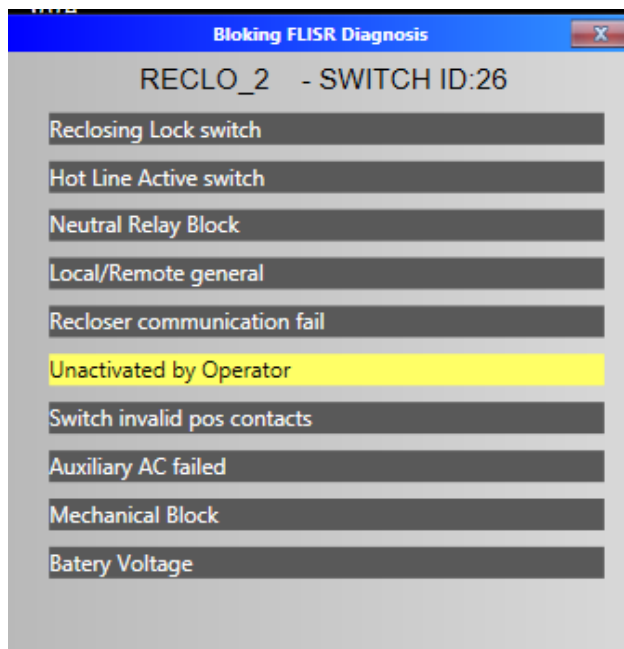 Bloking FLISR Diagnosis
X
RECLO_2 - SWITCH ID:26
Reclosing Lock switch
Hot Line Active switch
Neutral Relay Block
Local/Remote general
Recloser communication fail
Unactivated by Operator
Switch invalid pos contacts
Auxiliary AC failed
Mechanical Block
Batery Voltage